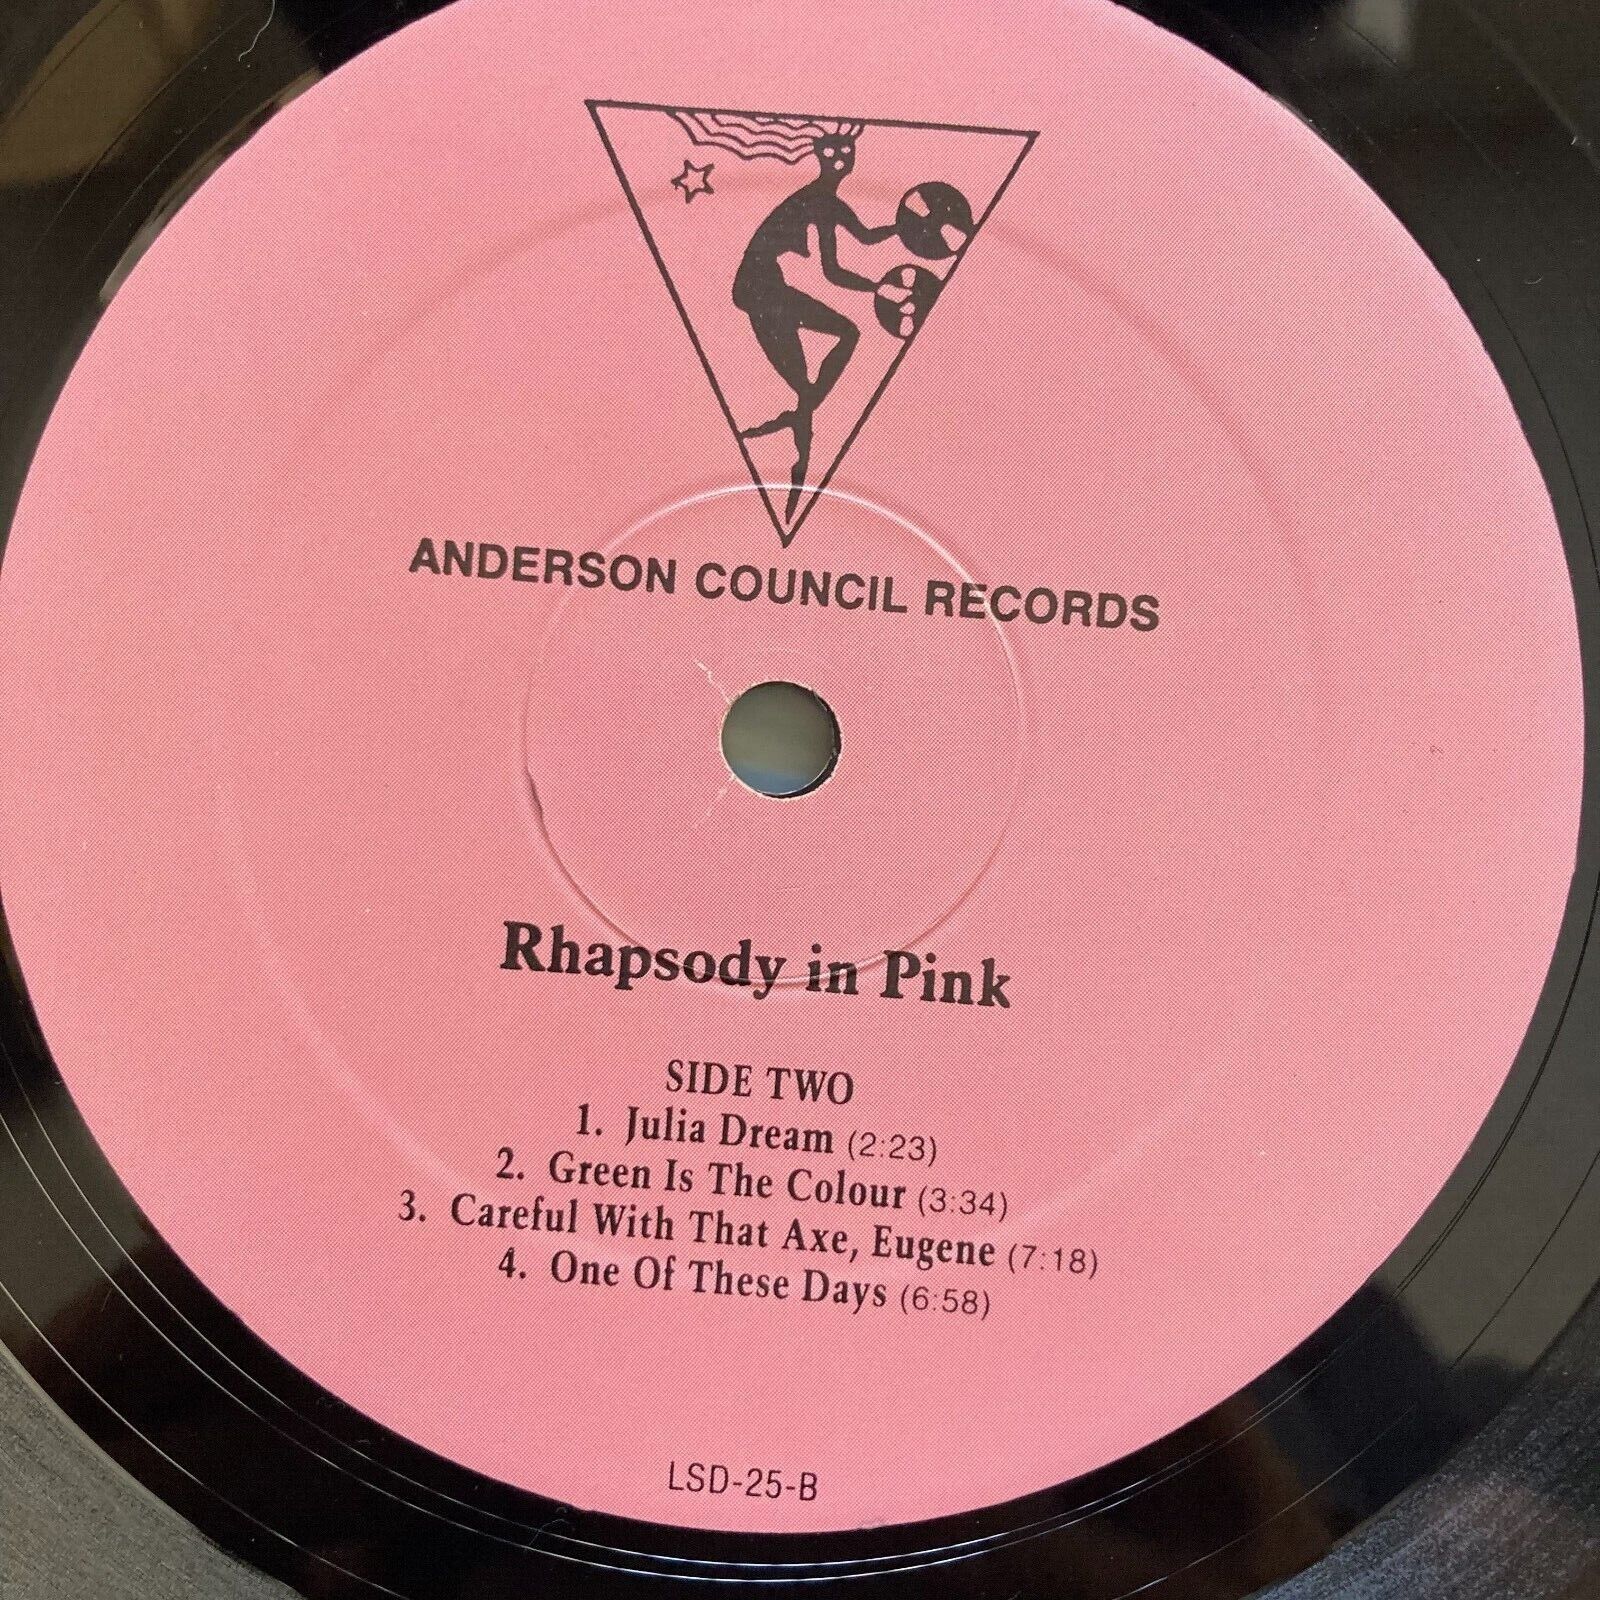 ANDERSON COUNCIL RECORDS
Rhapsody in Pink
SIDE TWO
1. Julia Dream (2:23)
2. Green Is The Colour (3:34)
3. Careful With That Axe, Eugene (7:18)
4. One Of These Days (6:58)
LSD-25-B